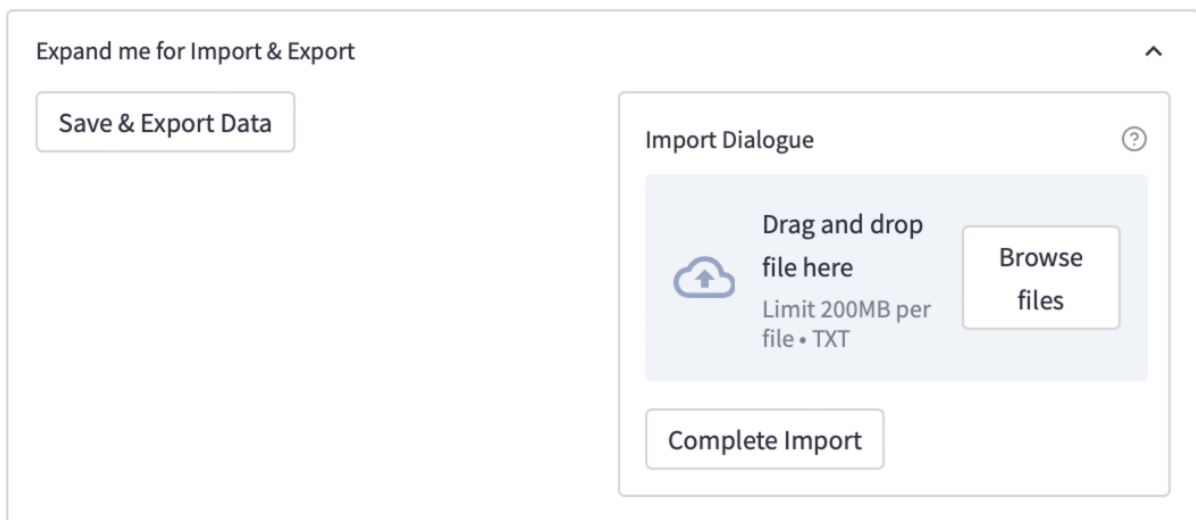 Expand me for Import & Export
Save & Export Data
Import Dialogue
Drag and drop
file here
Limit 200MB per
file • TXT
Browse
files
Complete Import